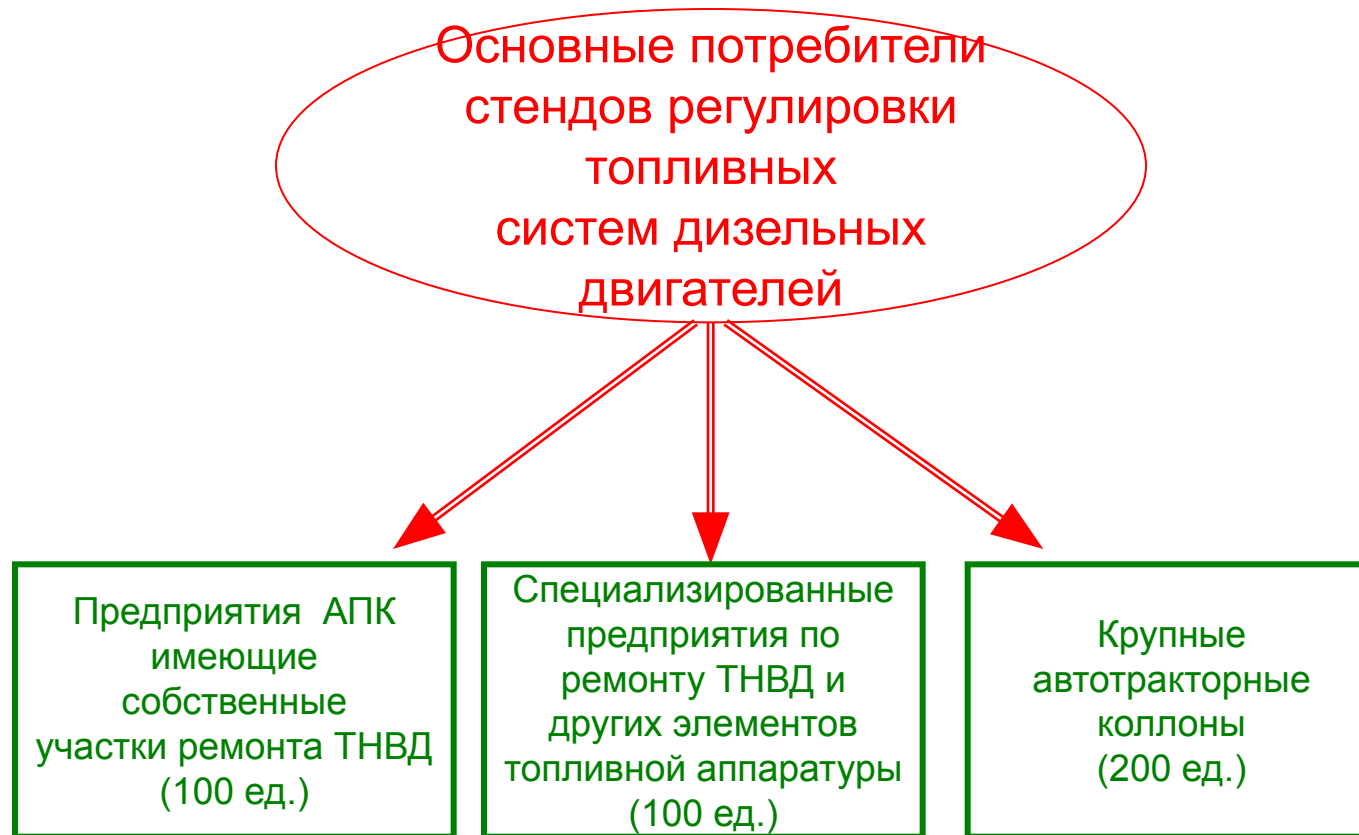 Основные потребители
стендов регулировки
топливных
систем дизельных
двигателей
Предприятия АПК
имеющие
собственные
участки ремонта ТНВД
(100 ед.)
Специализированные
предприятия по
ремонту ТНВД и
других элементов
топливной аппаратуры
(100 ед.)
Крупные
автотракторные
коллоны
(200 ед.)